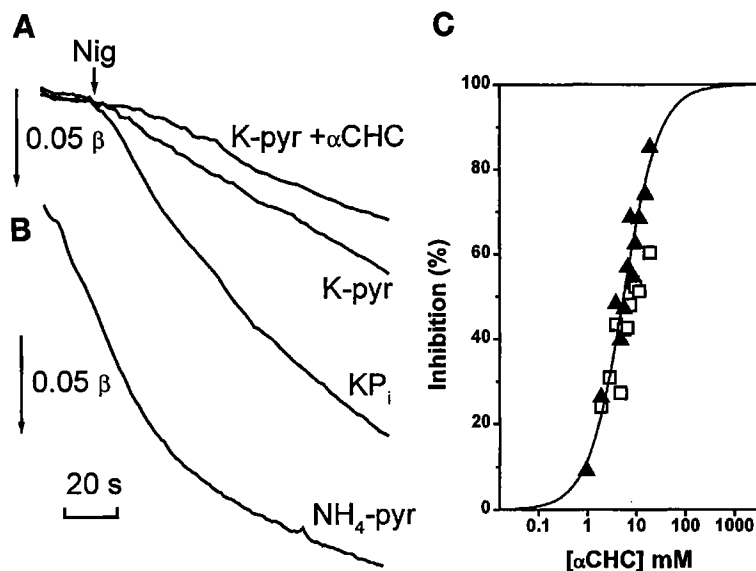 A
Nig
0.05 β
K-pyr +αCHC
K-pyr
KPi
B
0.05 β
20 s
NH4-pyr
C
Inhibition (%)
100
80
60
40
20
0
0.1 1 10 100 1000
[αCHC] mM